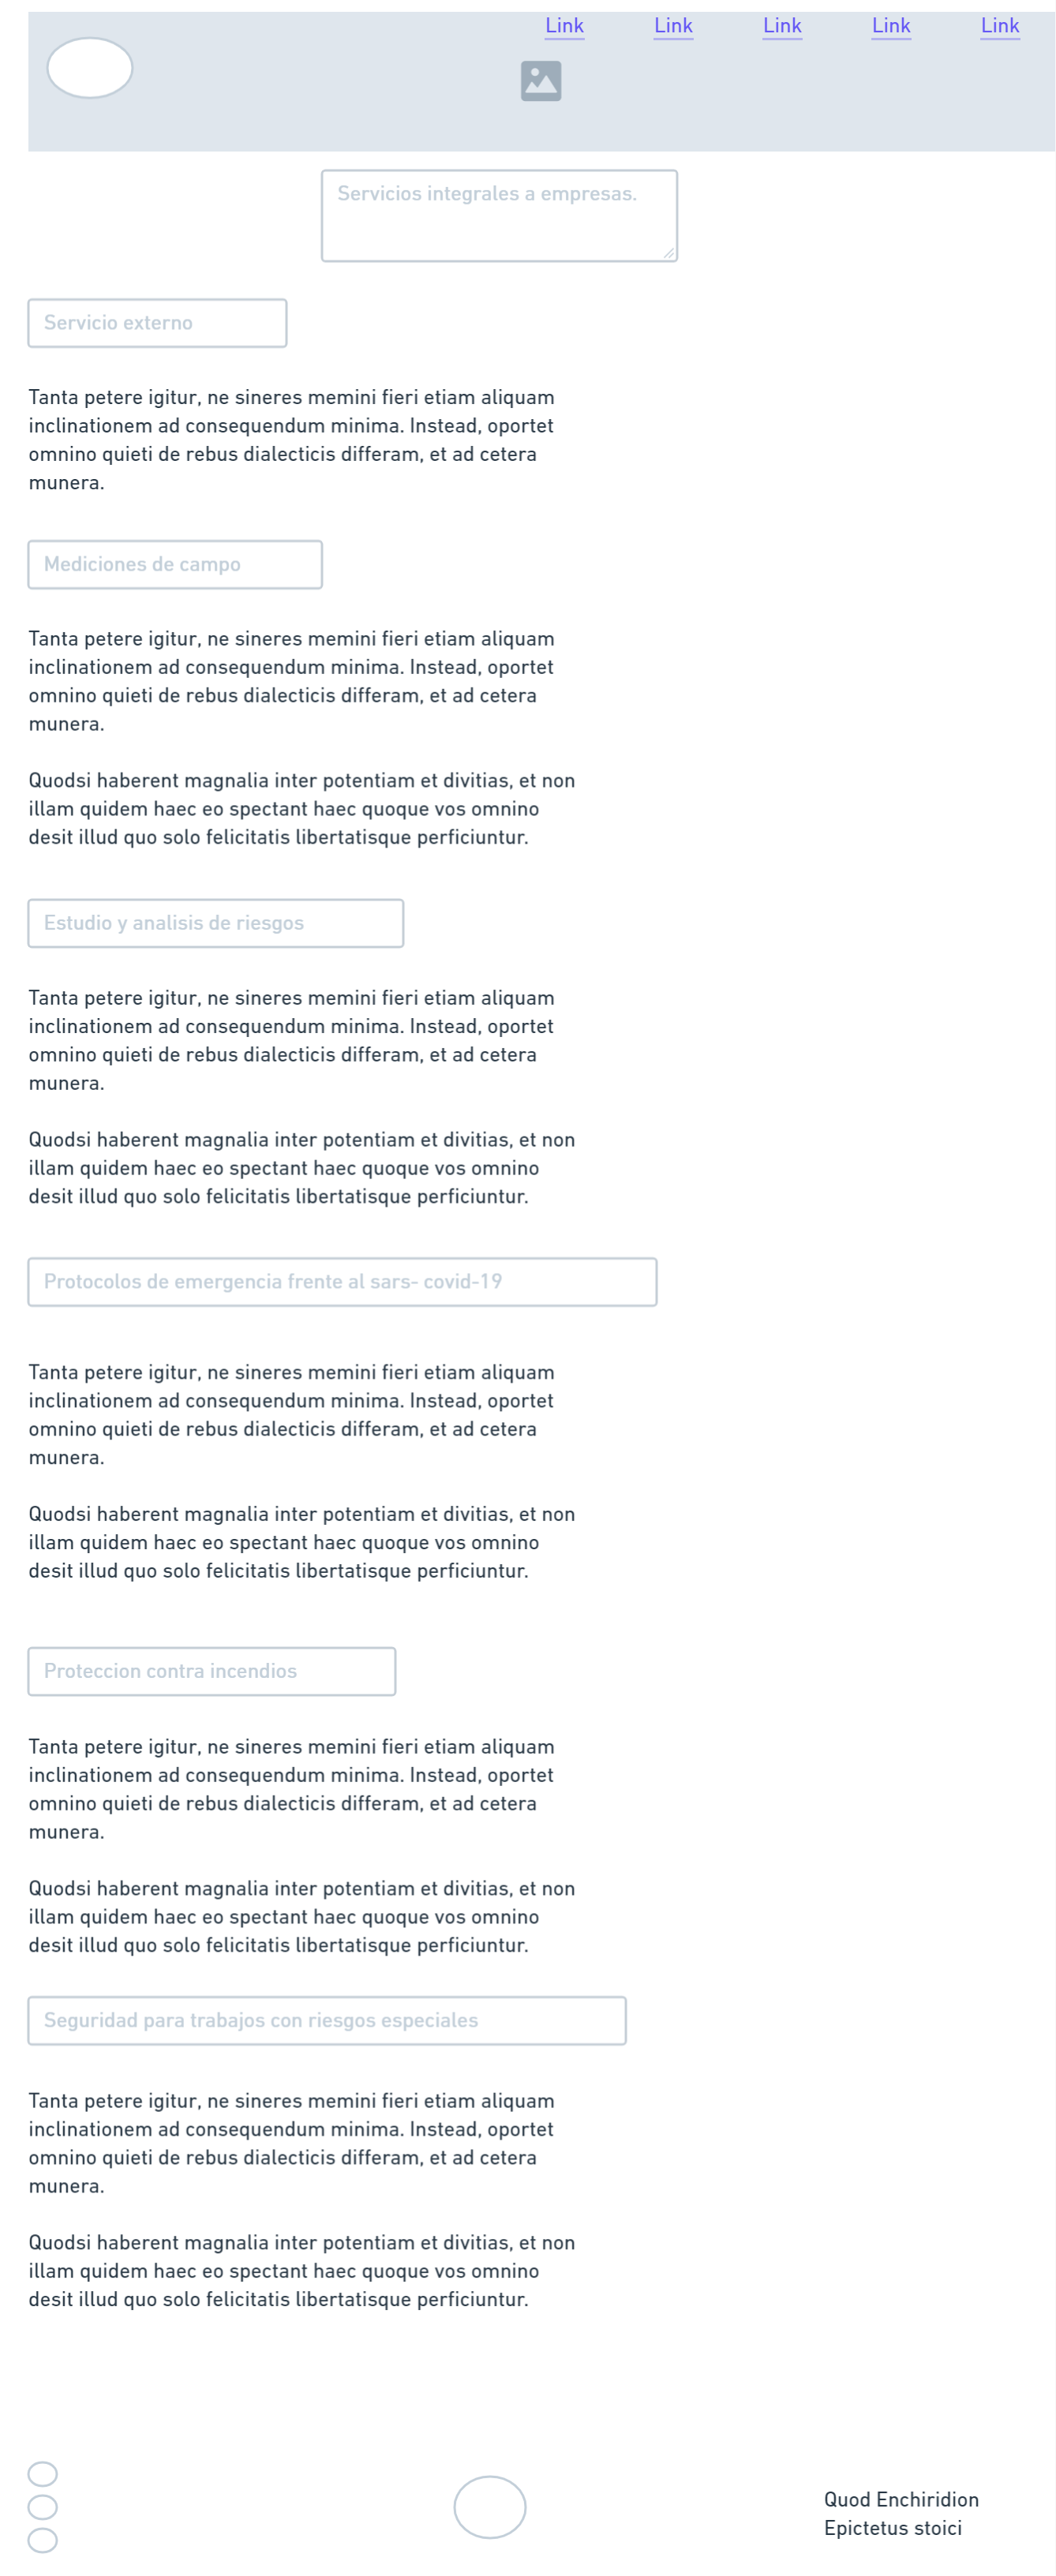 Link Link Link Link Link
Servicios integrales a empresas.
Servicio externo
Tanta petere igitur, ne sineres memini fieri etiam aliquam
inclinationem ad consequendum minima. Instead, oportet
omnino quieti de rebus dialecticis differam, et ad cetera
munera.
Mediciones de campo
Tanta petere igitur, ne sineres memini fieri etiam aliquam
inclinationem ad consequendum minima. Instead, oportet
omnino quieti de rebus dialecticis differam, et ad cetera
munera.
Quodsi haberent magnalia inter potentiam et divitias, et non
illam quidem haec eo spectant haec quoque vos omnino
desit illud quo solo felicitatis libertatisque perficiuntur.
Estudio y analisis de riesgos
Tanta petere igitur, ne sineres memini fieri etiam aliquam
inclinationem ad consequendum minima. Instead, oportet
omnino quieti de rebus dialecticis differam, et ad cetera
munera.
Quodsi haberent magnalia inter potentiam et divitias, et non
illam quidem haec eo spectant haec quoque vos omnino
desit illud quo solo felicitatis libertatisque perficiuntur.
Protocolos de emergencia frente al sars- covid-19
Tanta petere igitur, ne sineres memini fieri etiam aliquam
inclinationem ad consequendum minima. Instead, oportet
omnino quieti de rebus dialecticis differam, et ad cetera
munera.
Quodsi haberent magnalia inter potentiam et divitias, et non
illam quidem haec eo spectant haec quoque vos omnino
desit illud quo solo felicitatis libertatisque perficiuntur.
Proteccion contra incendios
Tanta petere igitur, ne sineres memini fieri etiam aliquam
inclinationem ad consequendum minima. Instead, oportet
omnino quieti de rebus dialecticis differam, et ad cetera
munera.
Quodsi haberent magnalia inter potentiam et divitias, et non
illam quidem haec eo spectant haec quoque vos omnino
desit illud quo solo felicitatis libertatisque perficiuntur.
Seguridad para trabajos con riesgos especiales
Tanta petere igitur, ne sineres memini fieri etiam aliquam
inclinationem ad consequendum minima. Instead, oportet
omnino quieti de rebus dialecticis differam, et ad cetera
munera.
Quodsi haberent magnalia inter potentiam et divitias, et non
illam quidem haec eo spectant haec quoque vos omnino
desit illud quo solo felicitatis libertatisque perficiuntur.
Quod Enchiridion
Epictetus stoici